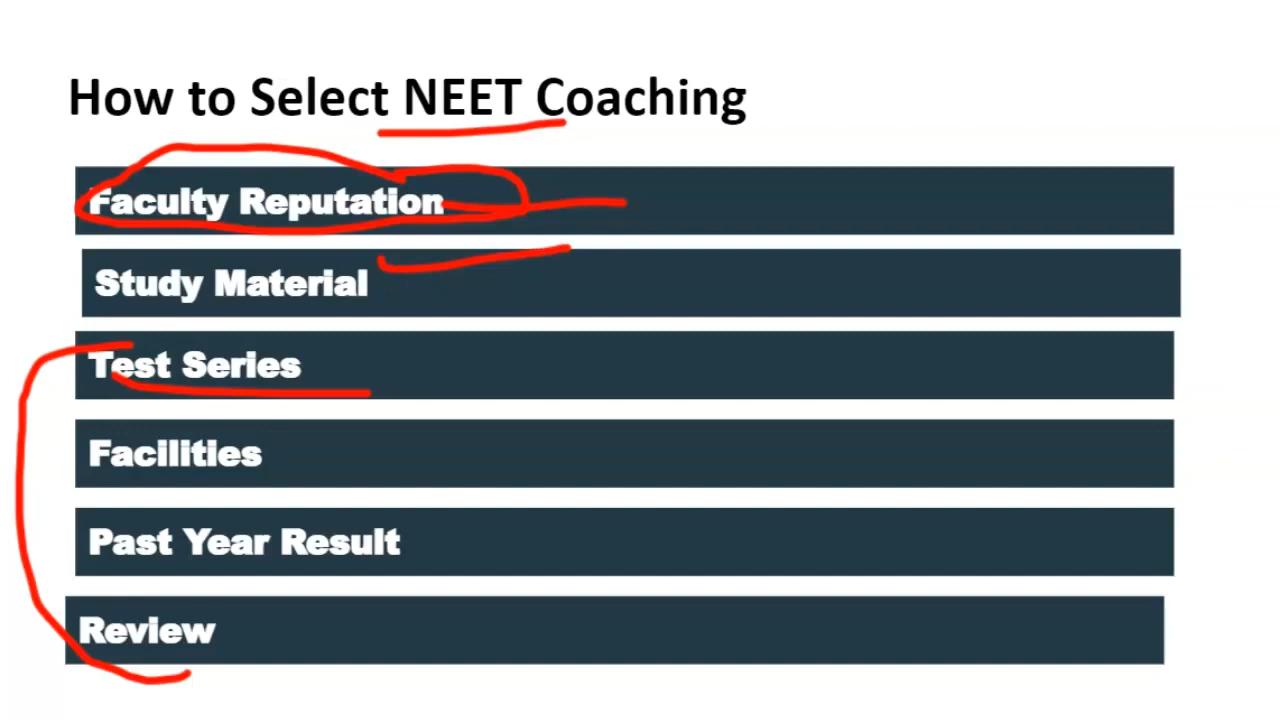 How to Select NEET Coaching
Faculty Reputation
Study Material
Test Series
Facilities
Past Year Result
Review